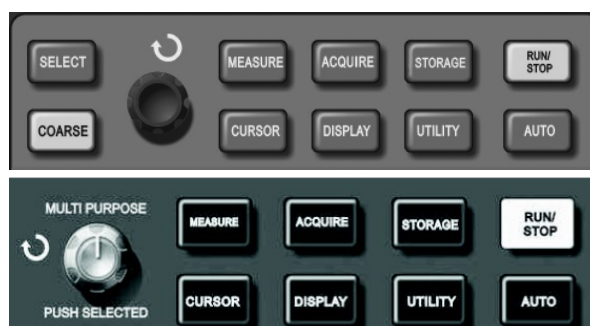 SELECT
MEASURE
ACQUIRE
STORAGE
RUN/
STOP
COARSE
CURSOR
DISPLAY
UTILITY
AUTO
MULTI PURPOSE
MEASURE
ACQUIRE
STORAGE
RUN/
STOP
PUSH SELECTED
CURSOR
DISPLAY
UTILITY
AUTO